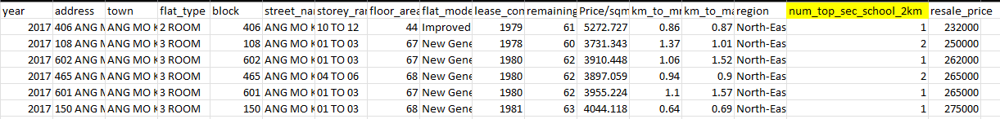 year address town flat_type block street_na storey_ran floor_area flat_mode lease_com remaining Price/sqm km_to_mr km_to_ma region num_top_sec_school_2km resale_price
2017 406 ANG M ANG MO K 2 ROOM 406 ANG MO K 10 TO 12 44 Improved 1979 61 5272.727 0.86 0.87 North-Eas 1 232000
2017 108 ANG M ANG MO K 3 ROOM 108 ANG MO K 01 TO 03 67 New Gene 1978 60 3731.343 1.37 1.01 North-Eas 2 250000
2017 602 ANG M ANG MO K 3 ROOM 602 ANG MO K 01 TO 03 67 New Gene 1980 62 3910.448 1.06 1.52 North-Eas 1 262000
2017 465 ANG M ANG MO K 3 ROOM 465 ANG MO K 04 TO 06 68 New Gene 1980 62 3897.059 0.94 0.9 North-Eas 2 265000
2017 601 ANG M ANG MO K 3 ROOM 601 ANG MO K 01 TO 03 67 New Gene 1980 62 3955.224 1.1 1.57 North-Eas 1 265000
2017 150 ANG M ANG MO K 3 ROOM 150 ANG MO K 01 TO 03 68 New Gene 1981 63 4044.118 0.64 0.69 North-Eas 1 275000